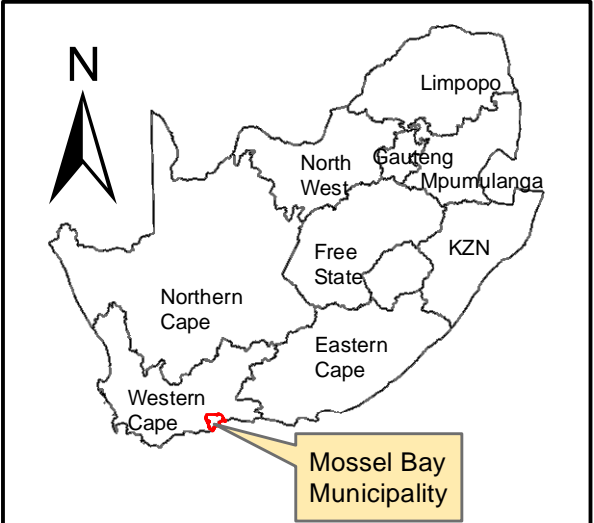 N
Limpopo
Gauteng
North
West
Mpumulanga
KZN
Free
State
Northern
Cape
Eastern
Cape
Western
Cape
Mossel Bay
Municipality